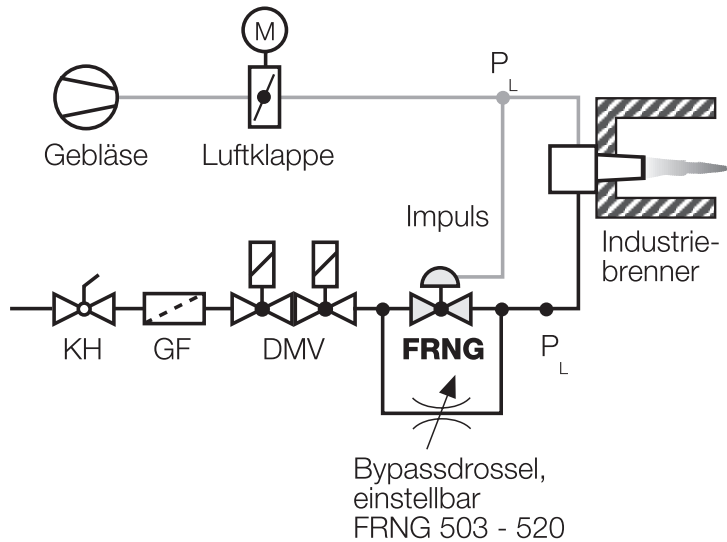 M
P
L
Gebläse
Luftklappe
Impuls
Industrie-
brenner
KH
GF
DMV
FRNG
P
L
Bypassdrossel,
einstellbar
FRNG 503 - 520